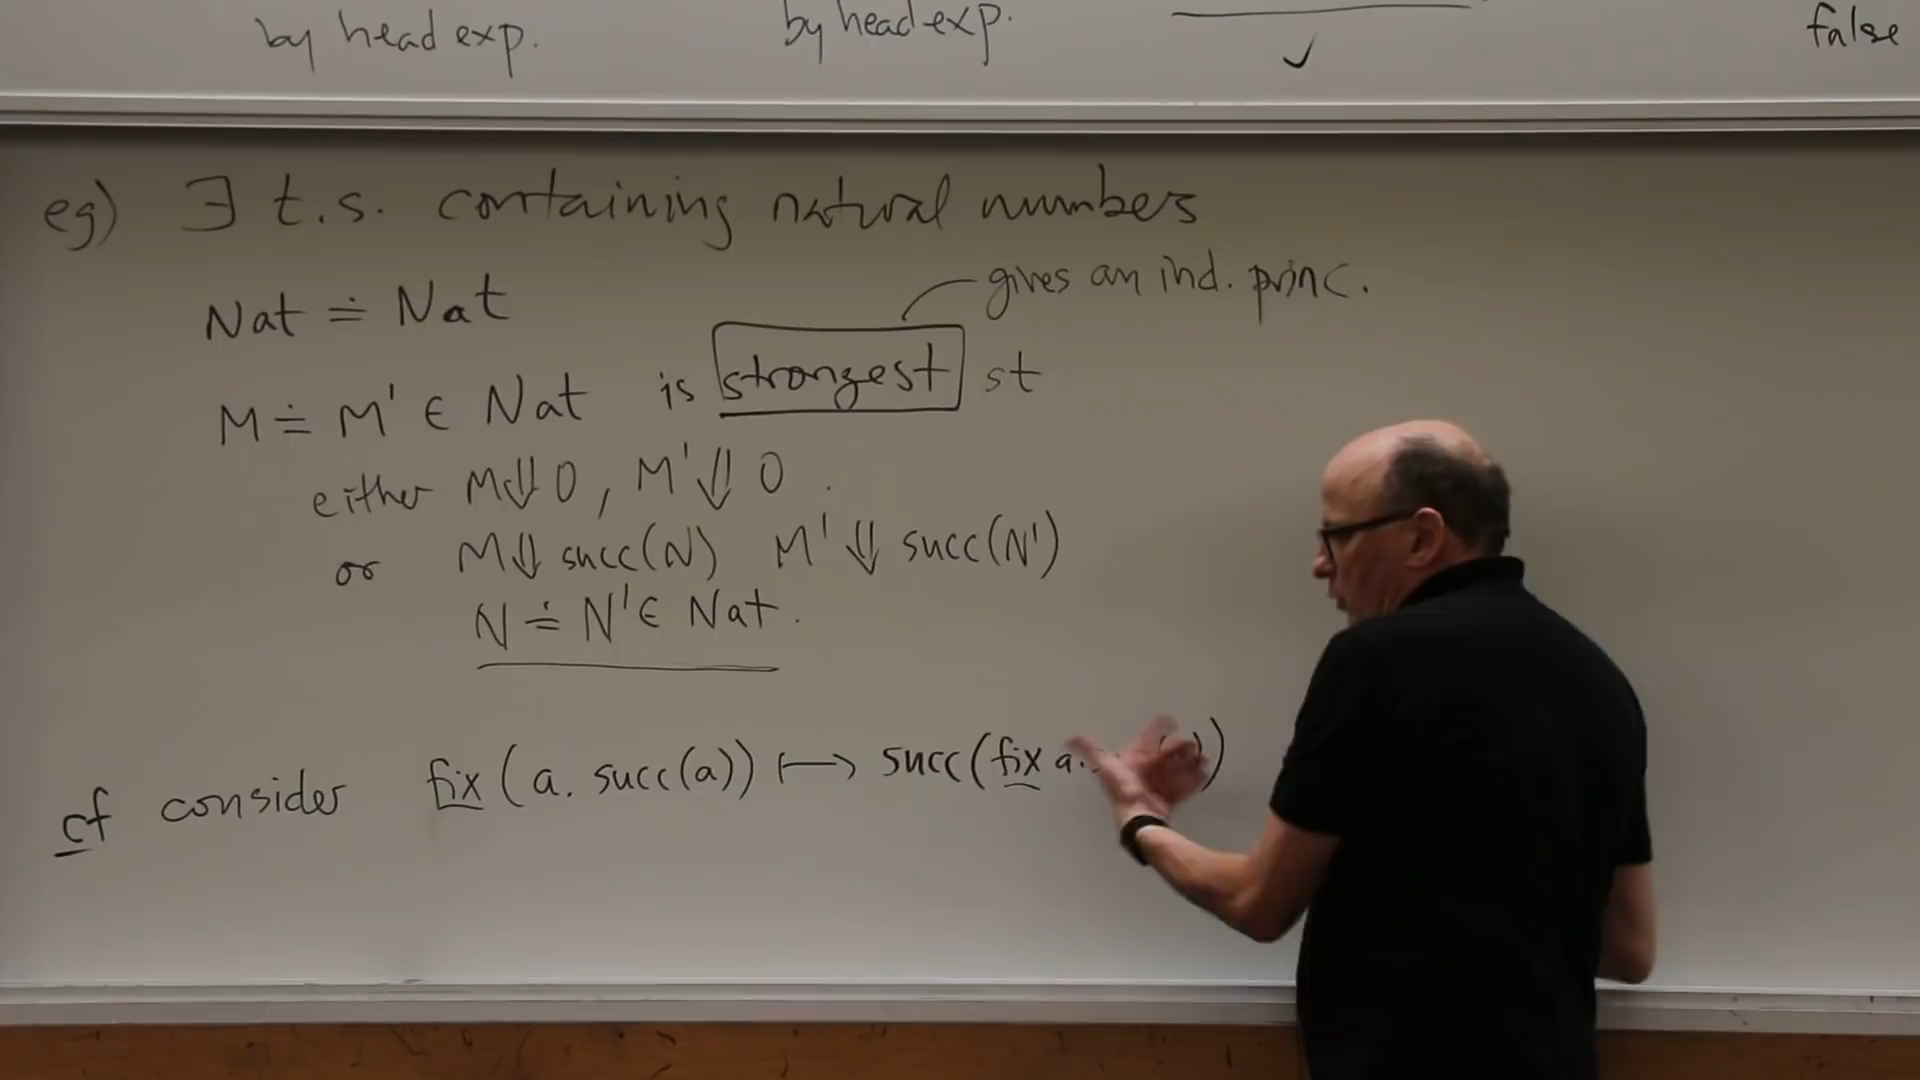 by head exp. by head exp. ✓ false
eg) ∃ t.s. containing natural numbers
gives an ind. princ.
Nat ≐ Nat
M ≐ M' ∈ Nat is strongest st
either M⇓0, M'⇓0.
or M⇓succ(N) M'⇓succ(N')
N ≐ N' ∈ Nat.
cf consider fix(a. succ(a)) ↦ succ(fix a.